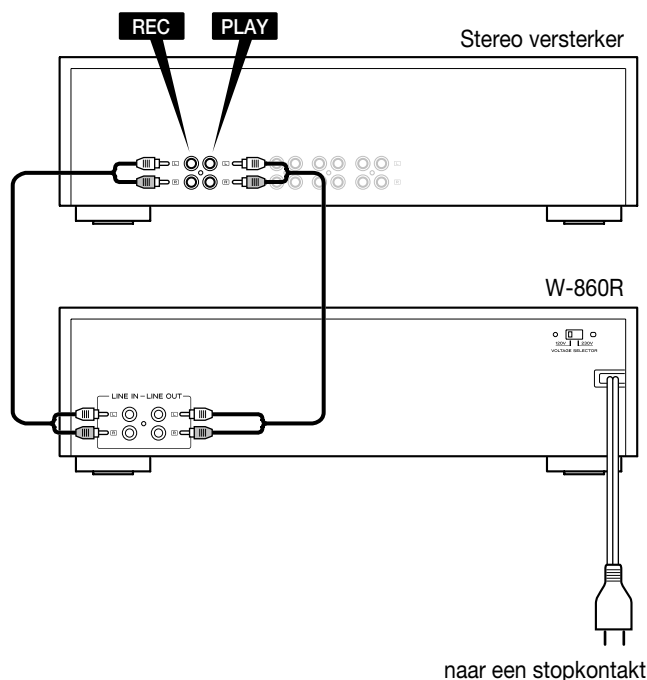 REC PLAY
Stereo versterker
L L L
R R R
W-860R
120V 230V
VOLTAGE SELECTOR
LINE IN LINE OUT
L L
R R
naar een stopkontakt